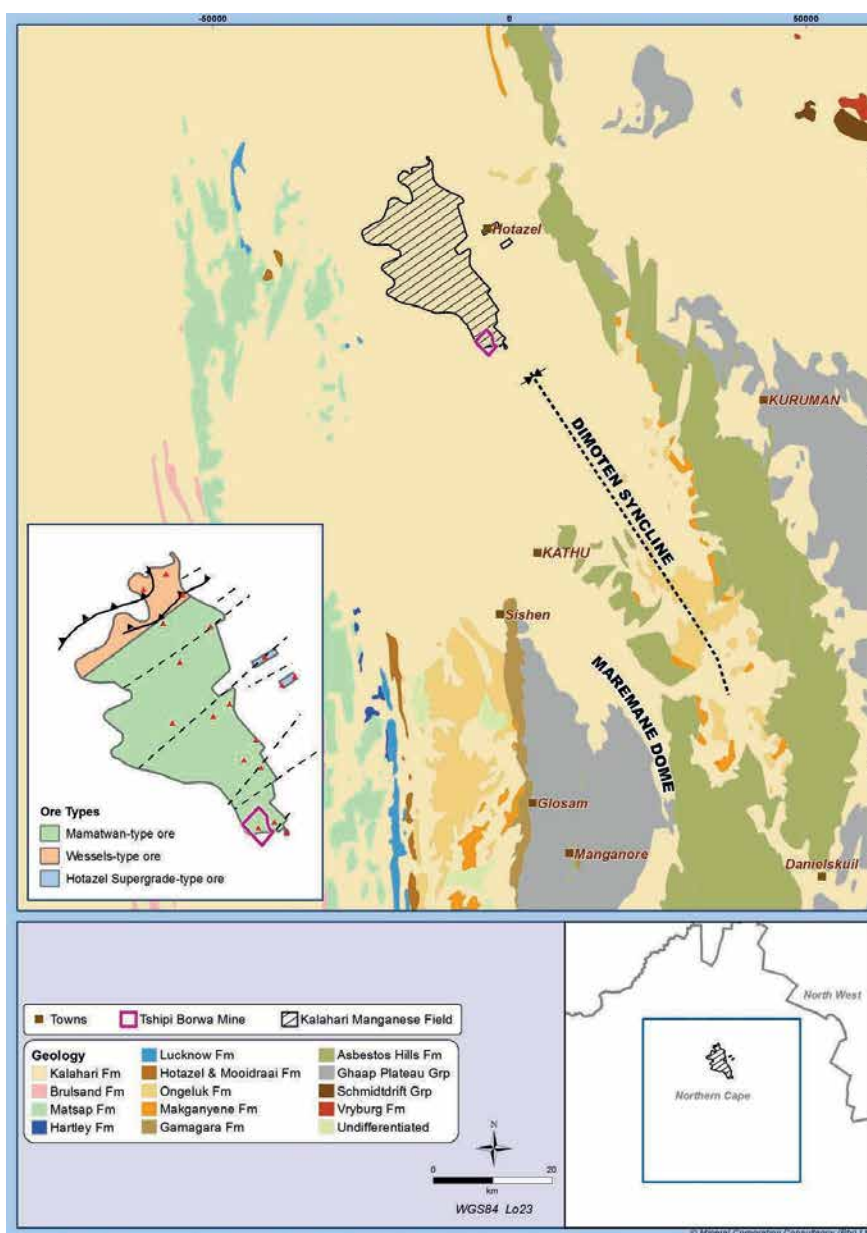 -50000 0 50000
Hotazel
KURUMAN
DIMOTEN SYNCLINE
KATHU
Sishen
MAREMANE DOME
Glosam
Manganore
Danielskuil
Ore Types
Mamatwan-type ore
Wessels-type ore
Hotazel Supergrade-type ore
Towns
Tshipi Borwa Mine
Kalahari Manganese Field
Geology
Kalahari Fm
Brulsand Fm
Matsap Fm
Hartley Fm
Lucknow Fm
Hotazel & Mooidraai Fm
Ongeluk Fm
Makganyene Fm
Gamagara Fm
Asbestos Hills Fm
Ghaap Plateau Grp
Schmidtdrift Grp
Vryburg Fm
Undifferentiated
N
0 20
km
WGS84 Lo23
North West
Northern Cape